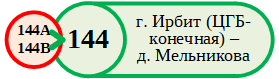 144А
144В
144
г. Ирбит (ЦГБ-
конечная) –
д. Мельникова